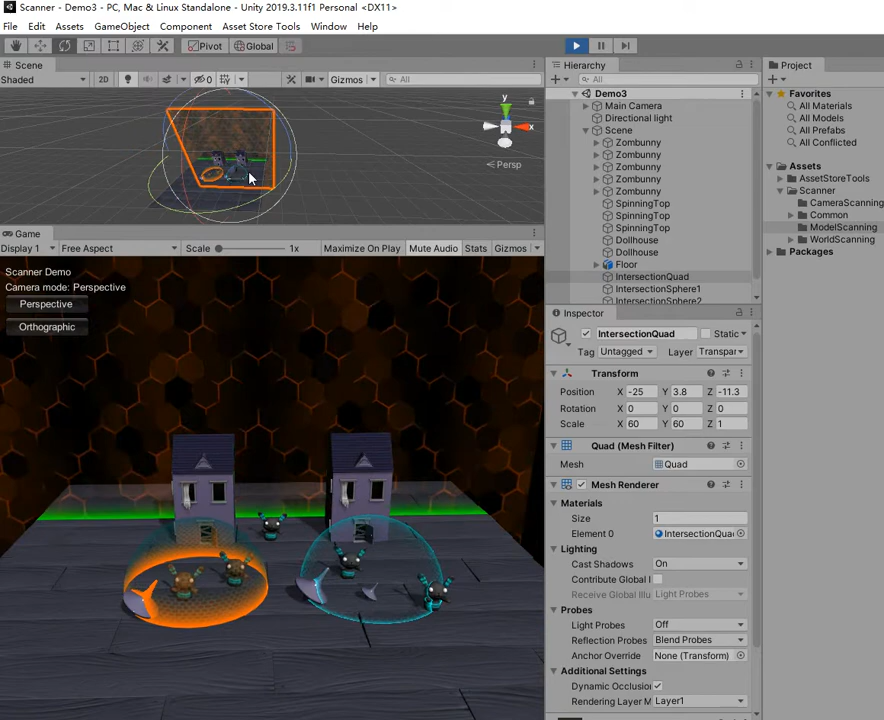 Scanner - Demo3 - PC, Mac & Linux Standalone - Unity 2019.3.11f1 Personal <DX11>
File Edit Assets GameObject Component Asset Store Tools Window Help
Pivot Global
Scene
Shaded 2D 0 Gizmos All
y
x
Persp
Game
Display 1 Free Aspect Scale 1x Maximize On Play Mute Audio Stats Gizmos
Scanner Demo
Camera mode: Perspective
Perspective
Orthographic
Hierarchy
All
Demo3
Main Camera
Directional light
Scene
Zombunny
Zombunny
Zombunny
Zombunny
Zombunny
SpinningTop
SpinningTop
SpinningTop
Dollhouse
Dollhouse
Floor
IntersectionQuad
IntersectionSphere1
IntersectionSphere2
Inspector
IntersectionQuad Static
Tag Untagged Layer Transpar
Transform
Position X -25 Y 3.8 Z -11.3
Rotation X 0 Y 0 Z 0
Scale X 60 Y 60 Z 1
Quad (Mesh Filter)
Mesh Quad
Mesh Renderer
Materials
Size 1
Element 0 IntersectionQua
Lighting
Cast Shadows On
Contribute Global I
Receive Global Illu Light Probes
Probes
Light Probes Off
Reflection Probes Blend Probes
Anchor Override None (Transform)
Additional Settings
Dynamic Occlusio
Rendering Layer M Layer1
Project
Favorites
All Materials
All Models
All Prefabs
All Conflicted
Assets
AssetStoreTools
Scanner
CameraScanning
Common
ModelScanning
WorldScanning
Packages